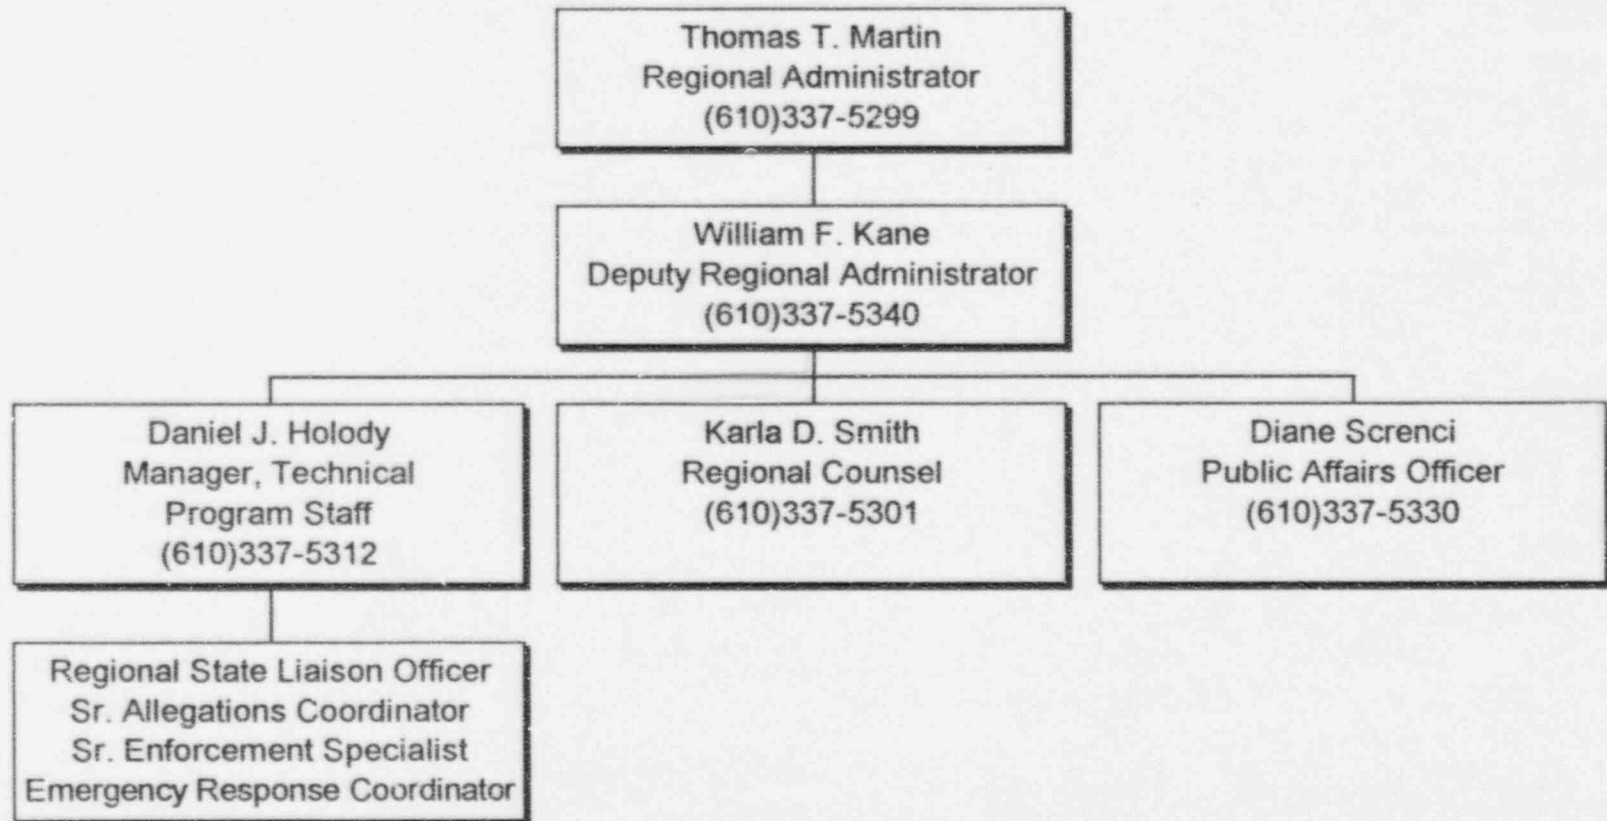 Thomas T. Martin
Regional Administrator
(610)337-5299
William F. Kane
Deputy Regional Administrator
(610)337-5340
Daniel J. Holody
Manager, Technical
Program Staff
(610)337-5312
Karla D. Smith
Regional Counsel
(610)337-5301
Diane Screnci
Public Affairs Officer
(610)337-5330
Regional State Liaison Officer
Sr. Allegations Coordinator
Sr. Enforcement Specialist
Emergency Response Coordinator